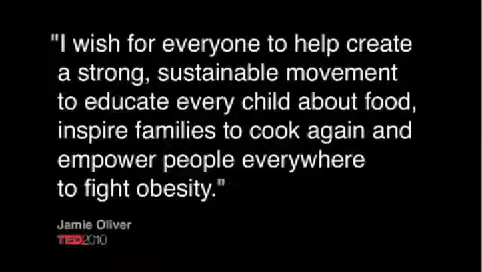 "I wish for everyone to help create
a strong, sustainable movement
to educate every child about food,
inspire families to cook again and
empower people everywhere
to fight obesity."
Jamie Oliver
TED2010